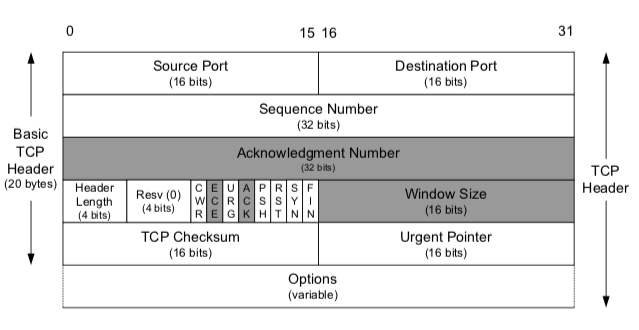 0 15 16 31
Source Port Destination Port
(16 bits) (16 bits)
Sequence Number
(32 bits)
Basic
TCP
Header
(20 bytes)
Acknowledgment Number
(32 bits)
TCP
Header
Header
Length
(4 bits)
Resv (0)
(4 bits)
CWR
ECE
URG
ACK
PSH
RST
SYN
FIN
Window Size
(16 bits)
TCP Checksum Urgent Pointer
(16 bits) (16 bits)
Options
(variable)